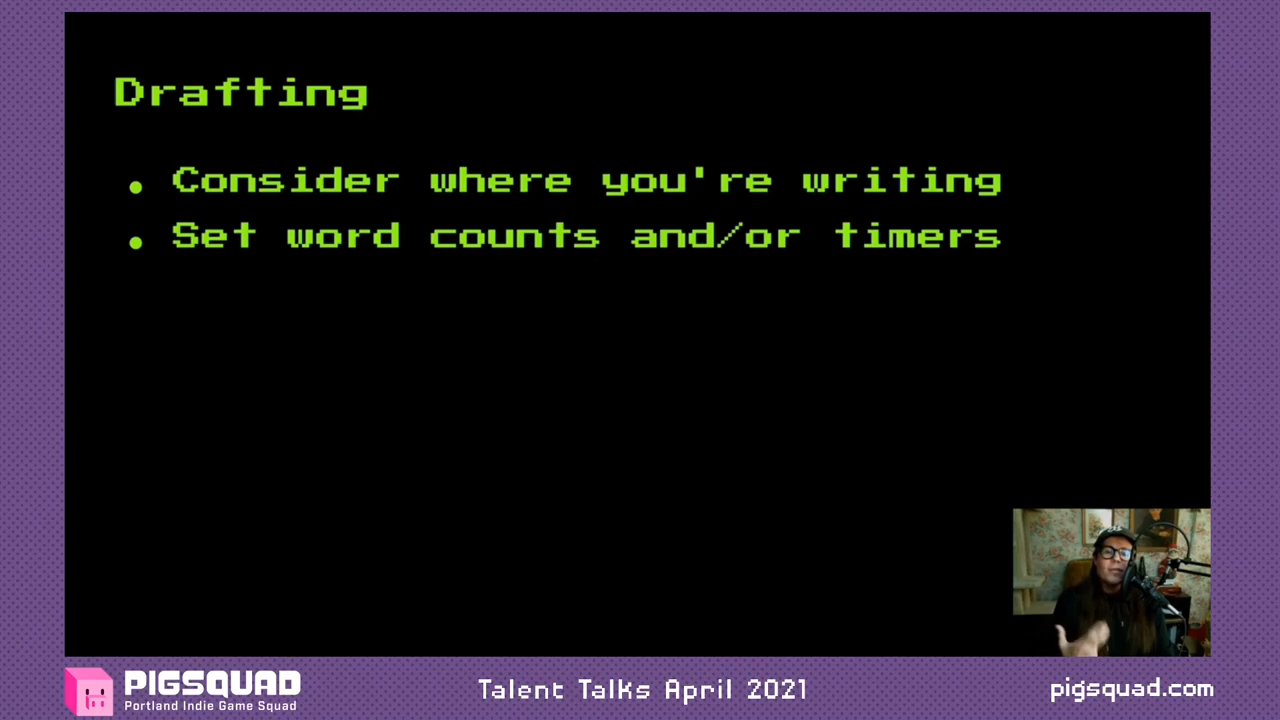 Drafting
• Consider where you're writing
• Set word counts and/or timers
PIGSQUAD
Portland Indie Game Squad
Talent Talks April 2021
pigsquad.com